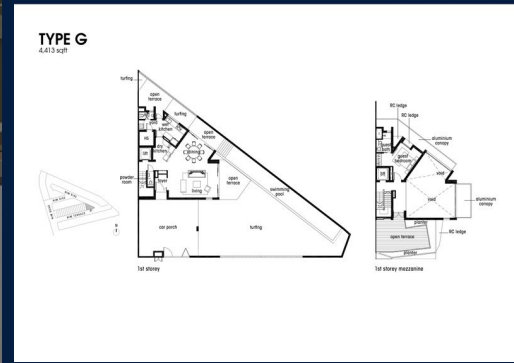 TYPE G
4,413 sqft
turfing
open
terrace
turfing
wet
kitchen
open
terrace
dry
kitchen
dining
lift
powder
room
foyer
living
open
terrace
swimming
pool
car porch
turfing
1st storey
RC ledge
RC ledge
aluminium
canopy
guest
bath
guest
bedroom
void
lift
void
aluminium
canopy
planter
RC ledge
open terrace
planter
1st storey mezzanine